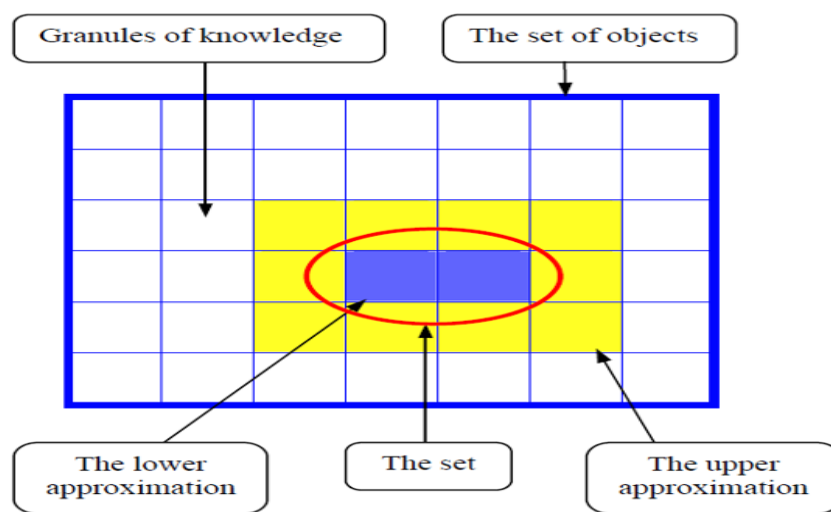 Granules of knowledge
The set of objects
The lower
approximation
The set
The upper
approximation